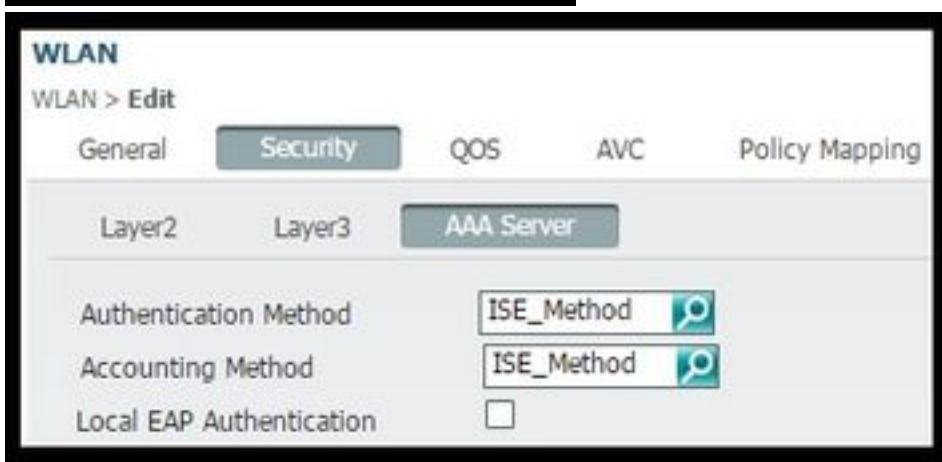 WLAN
WLAN > Edit
General Security QOS AVC Policy Mapping
Layer2 Layer3 AAA Server
Authentication Method ISE_Method
Accounting Method ISE_Method
Local EAP Authentication